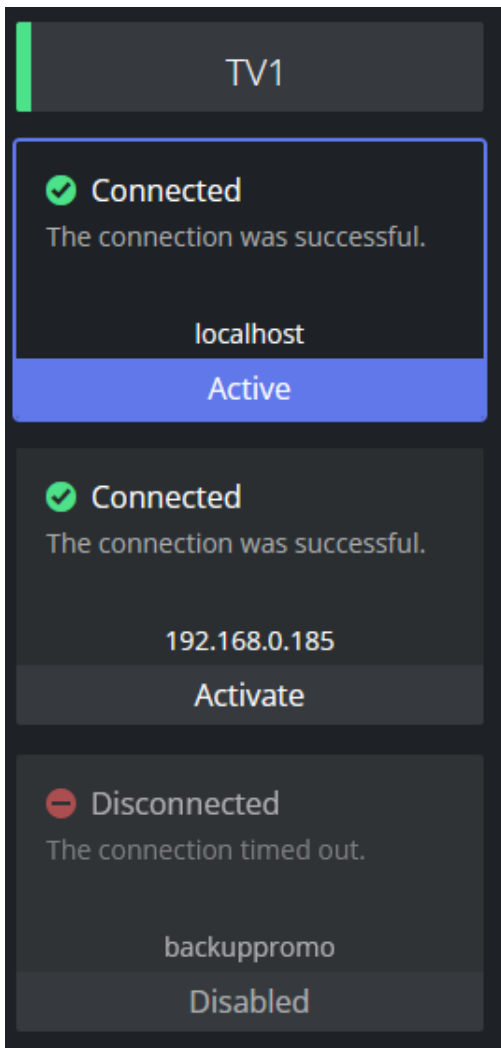 TV1
Connected
The connection was successful.
localhost
Active
Connected
The connection was successful.
192.168.0.185
Activate
Disconnected
The connection timed out.
backuppromo
Disabled